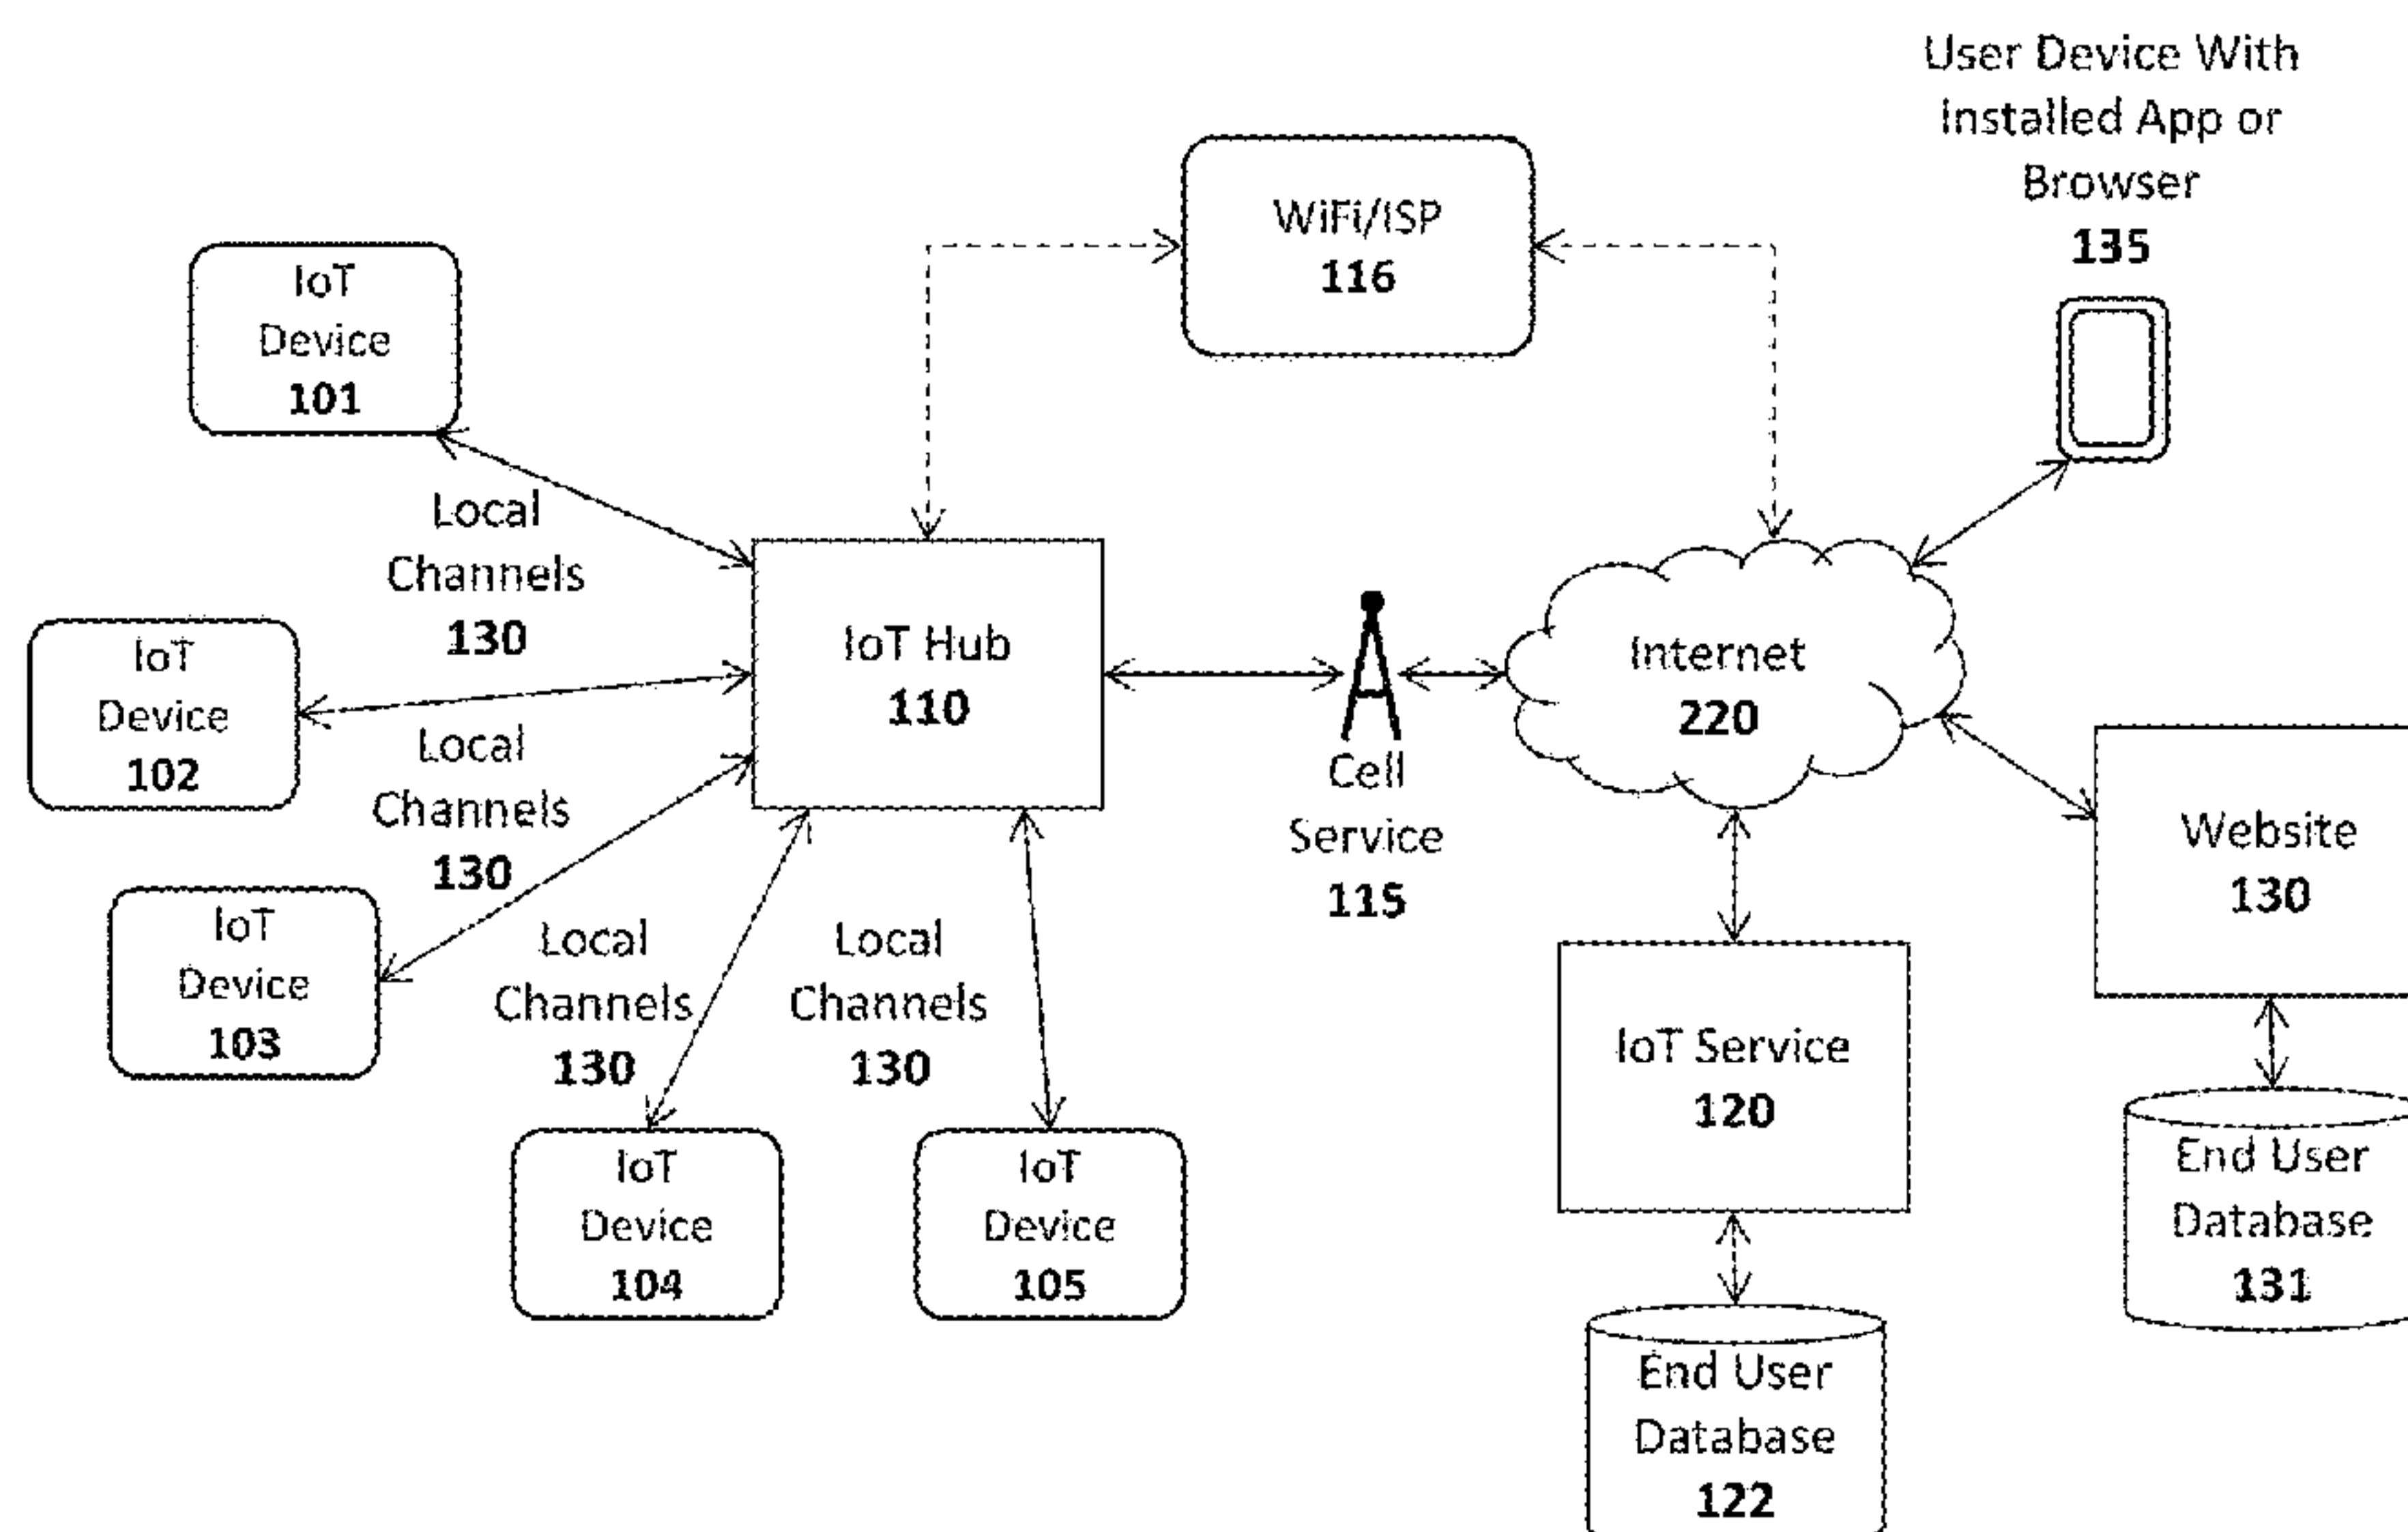 User Device With
Installed App or
Browser
135
WiFi/ISP
116
IoT
Device
101
Local
Channels
130
IoT
Device
102
IoT Hub
110
Local
Channels
130
Cell
Service
115
Internet
220
Website
130
IoT
Device
103
Local
Channels
130
Local
Channels
130
IoT Service
120
IoT
Device
104
IoT
Device
105
End User
Database
131
End User
Database
122